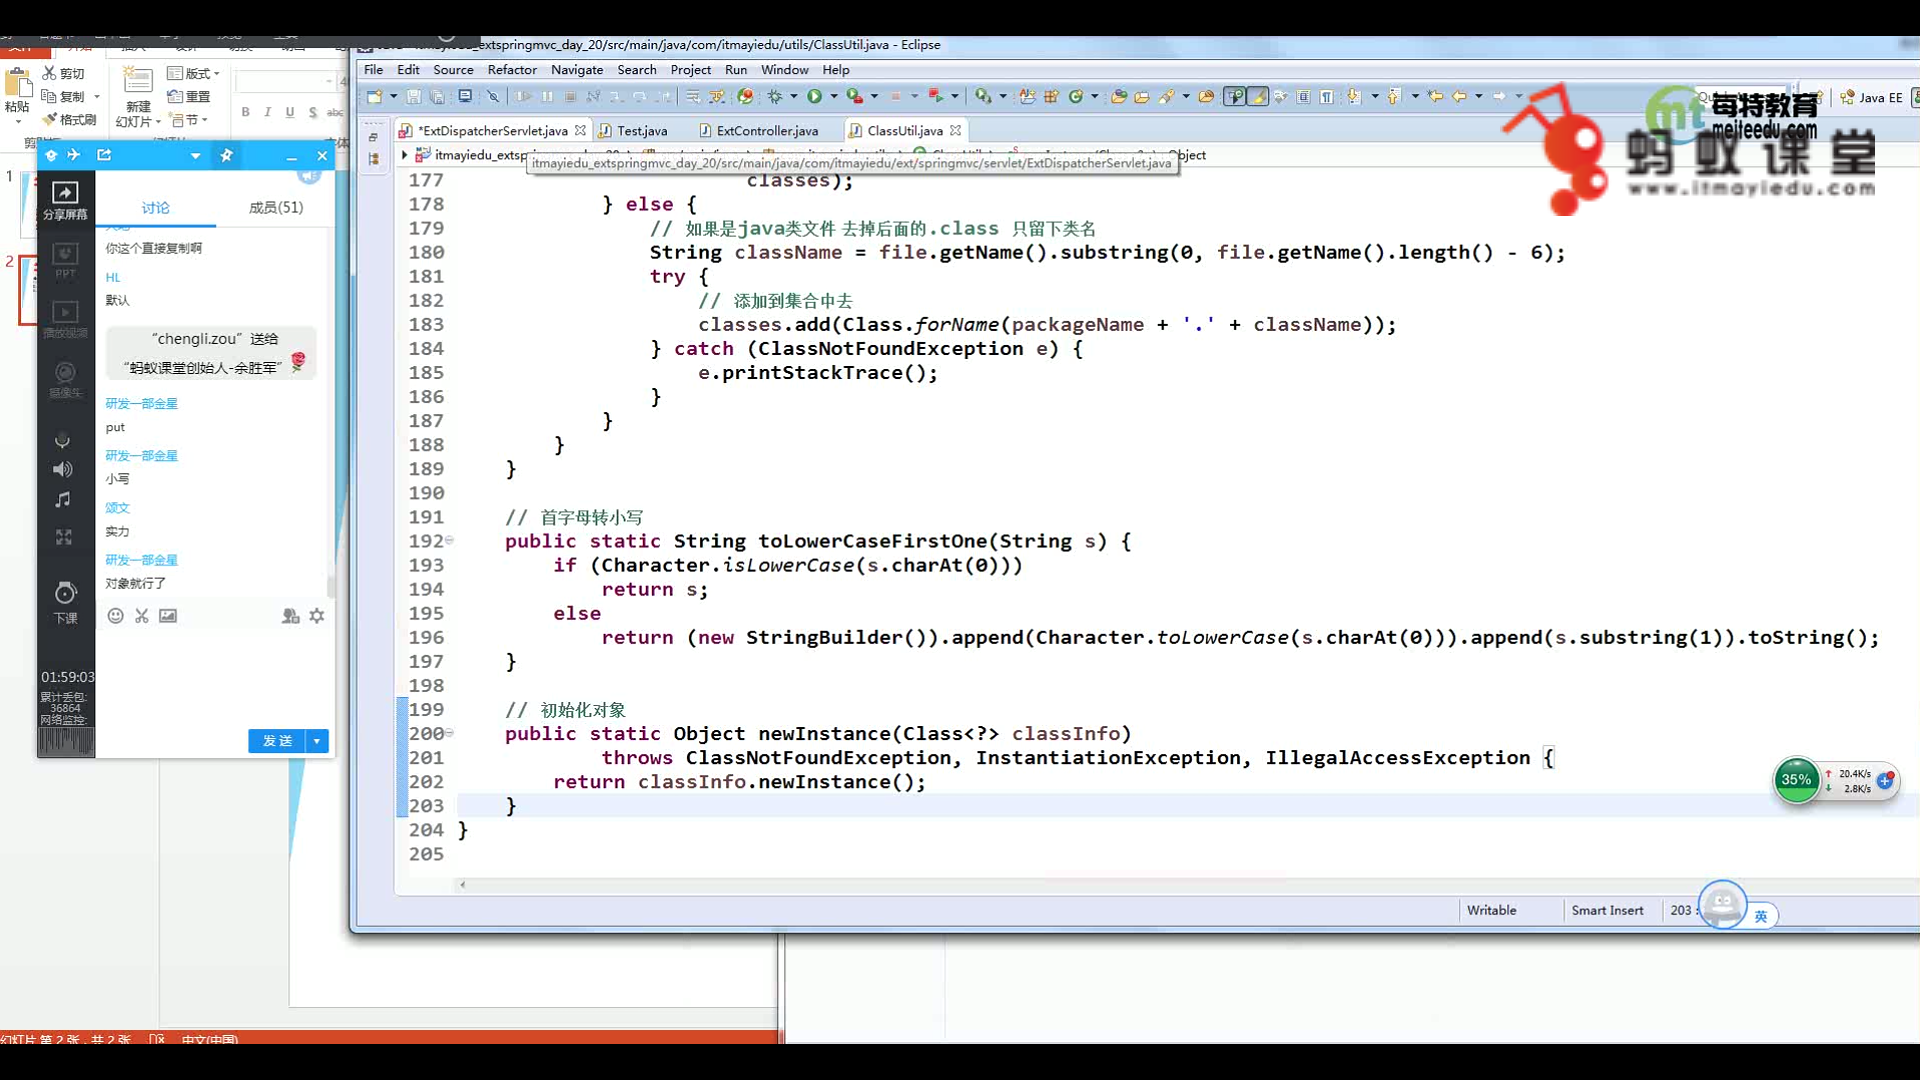 _extspringmvc_day_20/src/main/java/com/itmayiedu/utils/ClassUtil.java - Eclipse
File Edit Source Refactor Navigate Search Project Run Window Help
剪切
复制
格式刷
粘贴
新建
幻灯片
版式
重置
节
Java EE
每特教育
meiteedu.com
蚂蚁课堂
www.itmayiedu.com
*ExtDispatcherServlet.java
Test.java
ExtController.java
ClassUtil.java
itmayiedu_extsp
Object
itmayiedu_extspringmvc_day_20/src/main/java/com/itmayiedu/ext/springmvc/servlet/ExtDispatcherServlet.java
177 classes);
178 } else {
179 // 如果是java类文件 去掉后面的.class 只留下类名
180 String className = file.getName().substring(0, file.getName().length() - 6);
181 try {
182 // 添加到集合中去
183 classes.add(Class.forName(packageName + '.' + className));
184 } catch (ClassNotFoundException e) {
185 e.printStackTrace();
186 }
187 }
188 }
189 }
190
191 // 首字母转小写
192 public static String toLowerCaseFirstOne(String s) {
193 if (Character.isLowerCase(s.charAt(0)))
194 return s;
195 else
196 return (new StringBuilder()).append(Character.toLowerCase(s.charAt(0))).append(s.substring(1)).toString();
197 }
198
199 // 初始化对象
200 public static Object newInstance(Class<?> classInfo)
201 throws ClassNotFoundException, InstantiationException, IllegalAccessException {
202 return classInfo.newInstance();
203 }
204 }
205
Writable
Smart Insert
203 :
英
35%
20.4K/s
2.8K/s
1
2
分享屏幕
PPT
播放视频
摄像头
下课
01:59:03
累计丢包:
36864
网络监控:
讨论
成员(51)
你这个直接复制啊
HL
默认
“chengli.zou”送给
“蚂蚁课堂创始人-余胜军”
研发一部金星
put
研发一部金星
小写
颂文
实力
研发一部金星
对象就行了
发送
幻灯片 第 2 张，共 2 张
中文(中国)